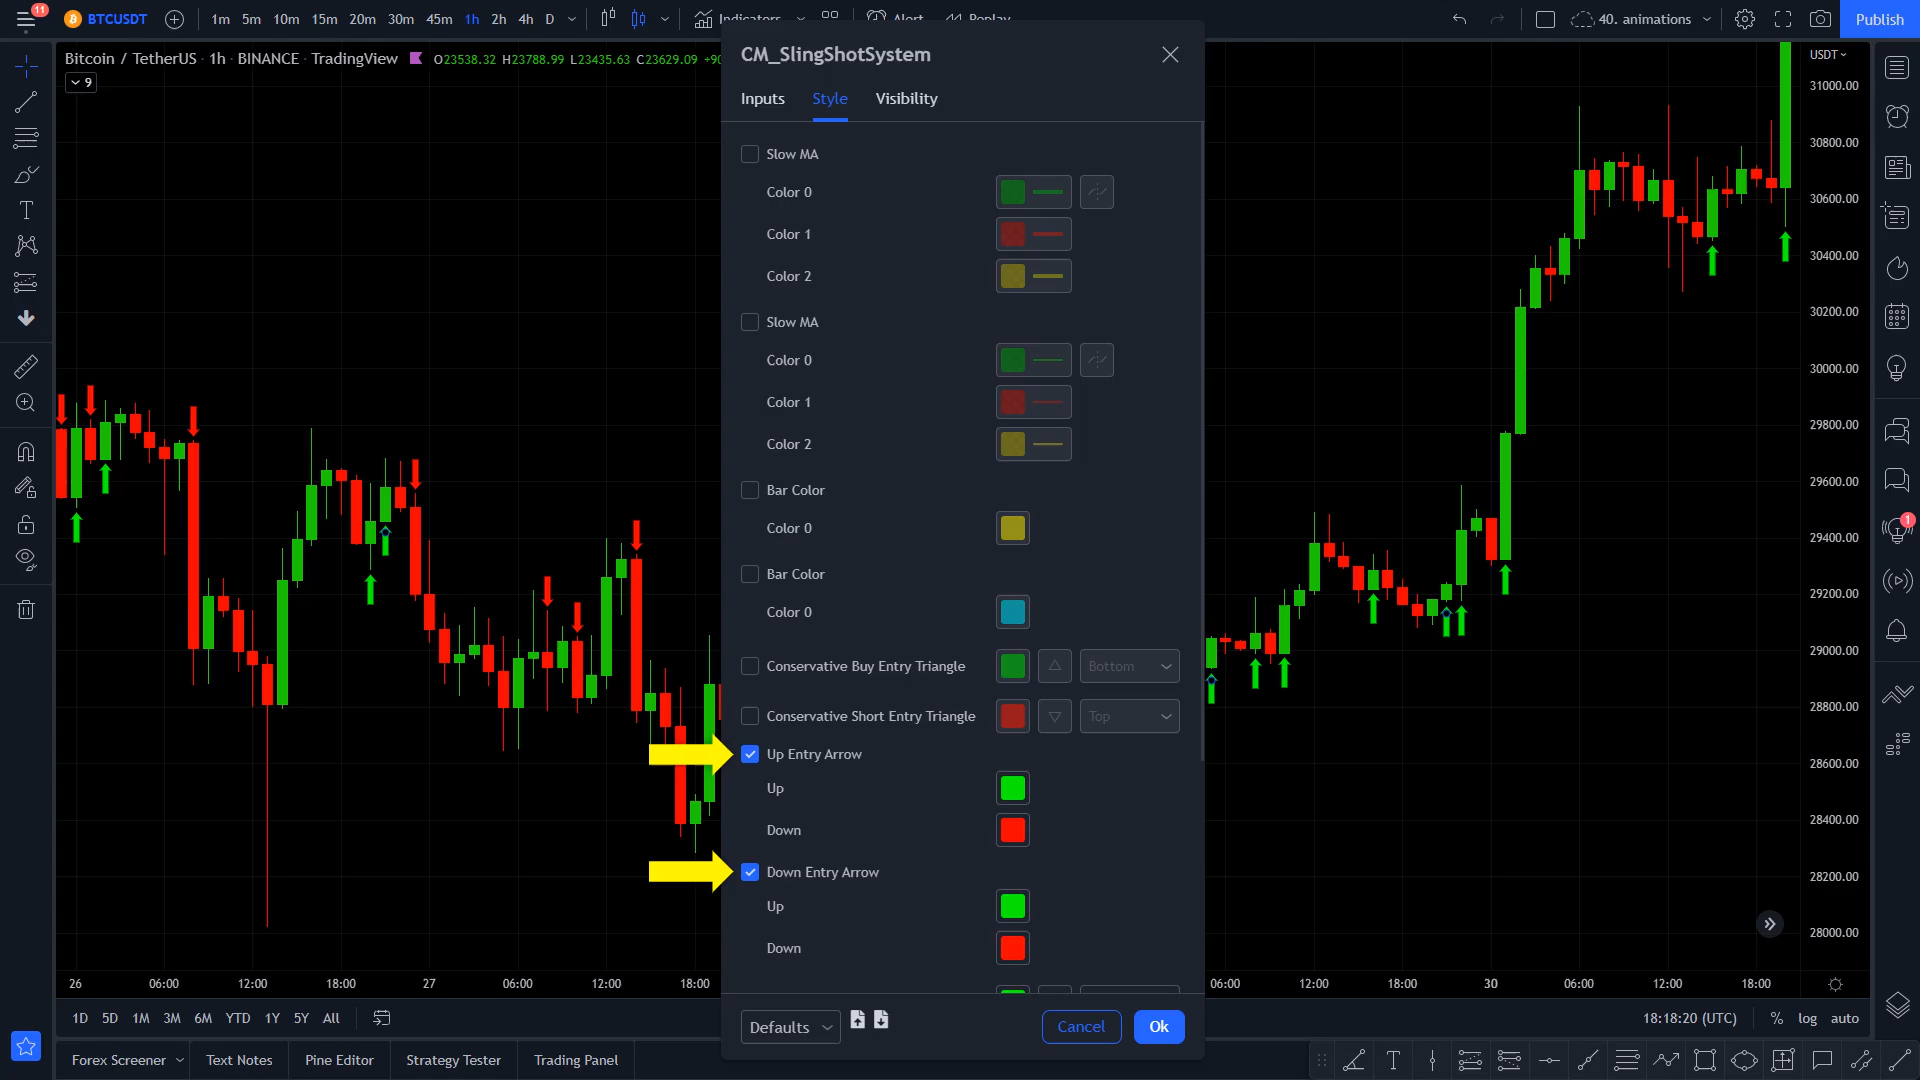 11
BTCUSDT
1m 5m 10m 15m 20m 30m 45m 1h 2h 4h D
Indicators
Alert
Replay
40. animations
Publish
Bitcoin / TetherUS · 1h · BINANCE · TradingView
O23538.32 H23788.99 L23435.63 C23629.09 +90
9
CM_SlingShotSystem
Inputs Style Visibility
Slow MA
Color 0
Color 1
Color 2
Slow MA
Color 0
Color 1
Color 2
Bar Color
Color 0
Bar Color
Color 0
Conservative Buy Entry Triangle
Bottom
Conservative Short Entry Triangle
Top
Up Entry Arrow
Up
Down
Down Entry Arrow
Up
Down
Defaults
Cancel
Ok
USDT
31000.00
30800.00
30600.00
30400.00
30200.00
30000.00
29800.00
29600.00
29400.00
29200.00
29000.00
28800.00
28600.00
28400.00
28200.00
28000.00
1
26 06:00 12:00 18:00 27 06:00 12:00 18:00 06:00 12:00 18:00 30 06:00 12:00 18:00
1D 5D 1M 3M 6M YTD 1Y 5Y All
18:18:20 (UTC) % log auto
Forex Screener Text Notes Pine Editor Strategy Tester Trading Panel